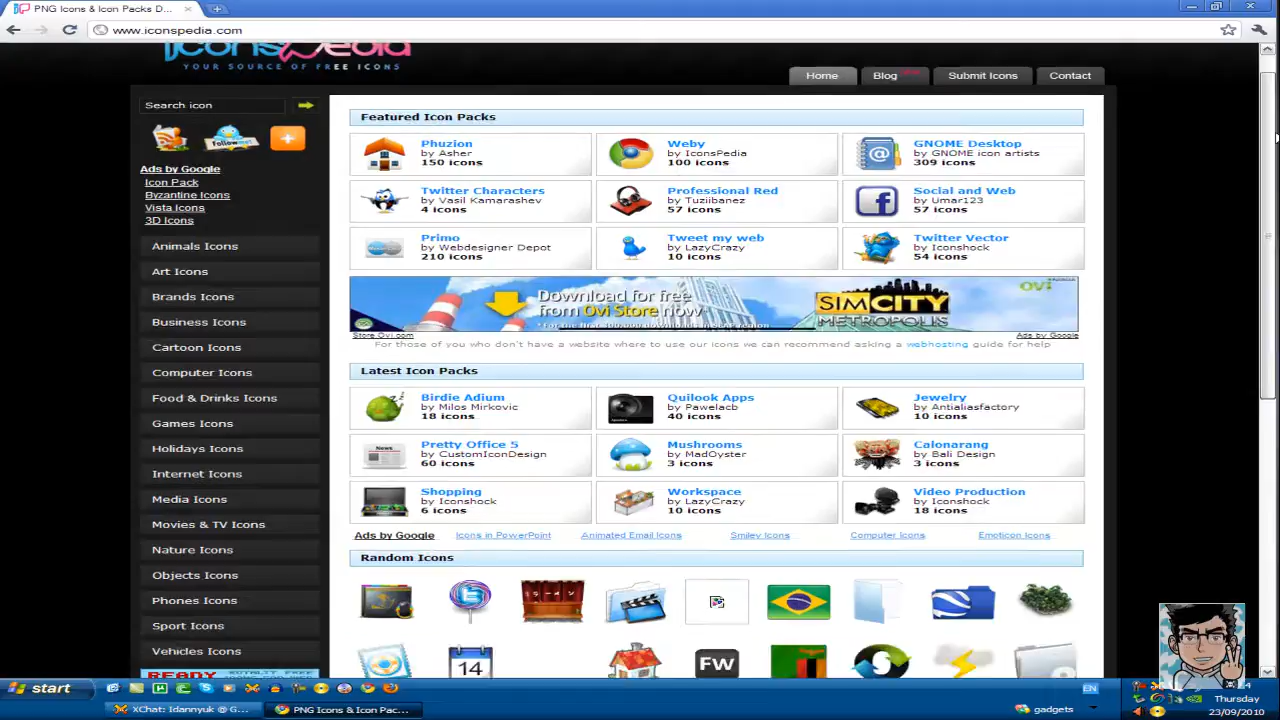 PNG Icons & Icon Packs D...
www.iconspedia.com
IconsPedia
YOUR SOURCE OF FREE ICONS
Home
Blog
Submit Icons
Contact
Search icon
Follow me!
Ads by Google
Icon Pack
Byzantine Icons
Vista Icons
3D Icons
Animals Icons
Art Icons
Brands Icons
Business Icons
Cartoon Icons
Computer Icons
Food & Drinks Icons
Games Icons
Holidays Icons
Internet Icons
Media Icons
Movies & TV Icons
Nature Icons
Objects Icons
Phones Icons
Sport Icons
Vehicles Icons
Featured Icon Packs
Phuzion
by Asher
150 icons
Weby
by IconsPedia
100 icons
GNOME Desktop
by GNOME icon artists
309 icons
Twitter Characters
by Vasil Kamarashev
4 icons
Professional Red
by Tuziibanez
57 icons
Social and Web
by Umar123
57 icons
Primo
by Webdesigner Depot
210 icons
Tweet my web
by LazyCrazy
10 icons
Twitter Vector
by Iconshock
54 icons
Download for free
from Ovi Store now
SIMCITY
METROPOLIS
OVI
Store.Ovi.com
Ads by Google
For those of you who don't have a website where to use our icons we can recommend asking a webhosting guide for help
Latest Icon Packs
Birdie Adium
by Milos Mirkovic
18 icons
Quilook Apps
by Pawelacb
40 icons
Jewelry
by Antialiasfactory
10 icons
News
Pretty Office 5
by CustomIconDesign
60 icons
Mushrooms
by MadOyster
3 icons
Calonarang
by Bali Design
3 icons
Shopping
by Iconshock
6 icons
Workspace
by LazyCrazy
10 icons
Video Production
by Iconshock
18 icons
Ads by Google
Icons in PowerPoint
Animated Email Icons
Smiley Icons
Computer Icons
Emoticon Icons
Random Icons
14
FW
start
EN
XChat: Idannyuk @ G...
PNG Icons & Icon Pac...
gadgets
Thursday
23/09/2010